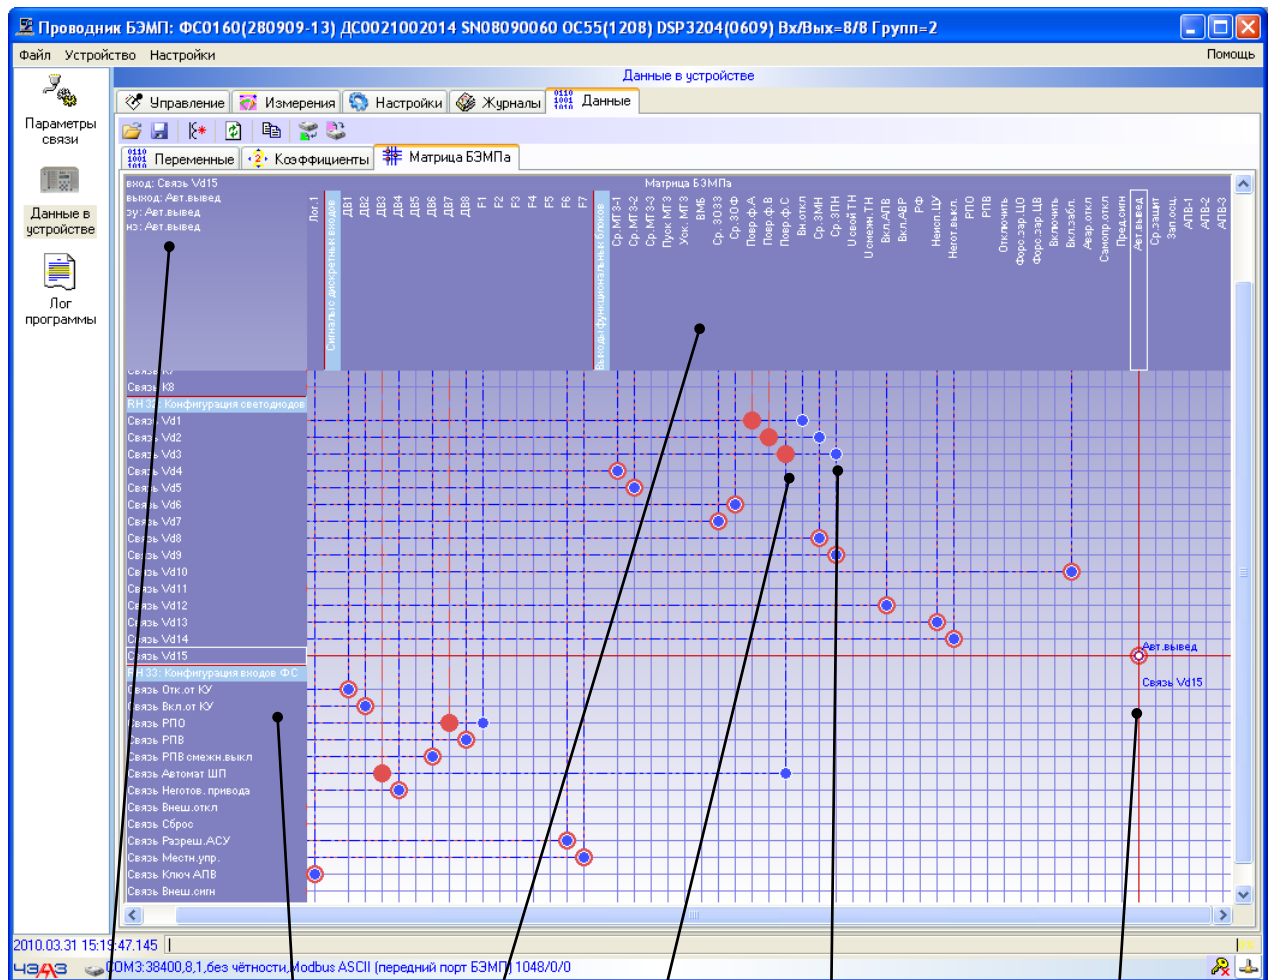 Проводник БЭМП: ФС0160(280909-13) ДС0021002014 SN08090060 ОС55(1208) DSP3204(0609) Вх/Вых=8/8 Групп=2
Файл Устройство Настройки Помощь
Данные в устройстве
Параметры связи
Данные в устройстве
Лог программы
Управление Измерения Настройки Журналы Данные
Переменные Коэффициенты Матрица БЭМПа
вход: Связь Vd15
выход: Авт.вывед
эу: Авт.вывед
нэ: Авт.вывед
Матрица БЭМПа
Лог.1
Сигналы с дискретных входов
ДВ1
ДВ2
ДВ3
ДВ4
ДВ5
ДВ6
ДВ7
ДВ8
F1
F2
F3
F4
F5
F6
F7
Выходы функциональных блоков
Ср.МТЗ-1
Ср.МТЗ-2
Ср.МТЗ-3
Пуск МТЗ
Уск. МТЗ
ВМБ
Ср. ЗОЗЗ
Ср.ЗОФ
Повр.ф.А
Повр.ф.В
Повр.ф.С
Вн.откл
Ср.ЗМН
Ср.ЗПН
U свой ТН
U смежн.ТН
Вкл.АПВ
Вкл.АВР
РФ
Неисп.ЦУ
Негот.выкл.
РПО
РПВ
Отключить
Форс.зар.ЦО
Форс.зар.ЦВ
Включить
Вкл.забл.
Авар.откл
Самопр.откл
Пред.сигн
Авт.вывед
Ср.защит
Зап.осц.
АПВ-1
АПВ-2
АПВ-3
Связь K7
Связь K8
RH 32: Конфигурация светодиодов
Связь Vd1
Связь Vd2
Связь Vd3
Связь Vd4
Связь Vd5
Связь Vd6
Связь Vd7
Связь Vd8
Связь Vd9
Связь Vd10
Связь Vd11
Связь Vd12
Связь Vd13
Связь Vd14
Связь Vd15
Авт.вывед
Связь Vd15
RH 33: Конфигурация входов ФС
Связь Отк.от КУ
Связь Вкл.от КУ
Связь РПО
Связь РПВ
Связь РПВ смежн.выкл
Связь Автомат ШП
Связь Неготов. привода
Связь Внеш.откл
Связь Сброс
Связь Разреш.АСУ
Связь Местн.упр.
Связь Ключ АПВ
Связь Внеш.сигн
2010.03.31 15:19:47.145
ЧЭАЗ COM3:38400,8,1,без чётности,Modbus ASCII (передний порт БЭМП) 1048/0/0